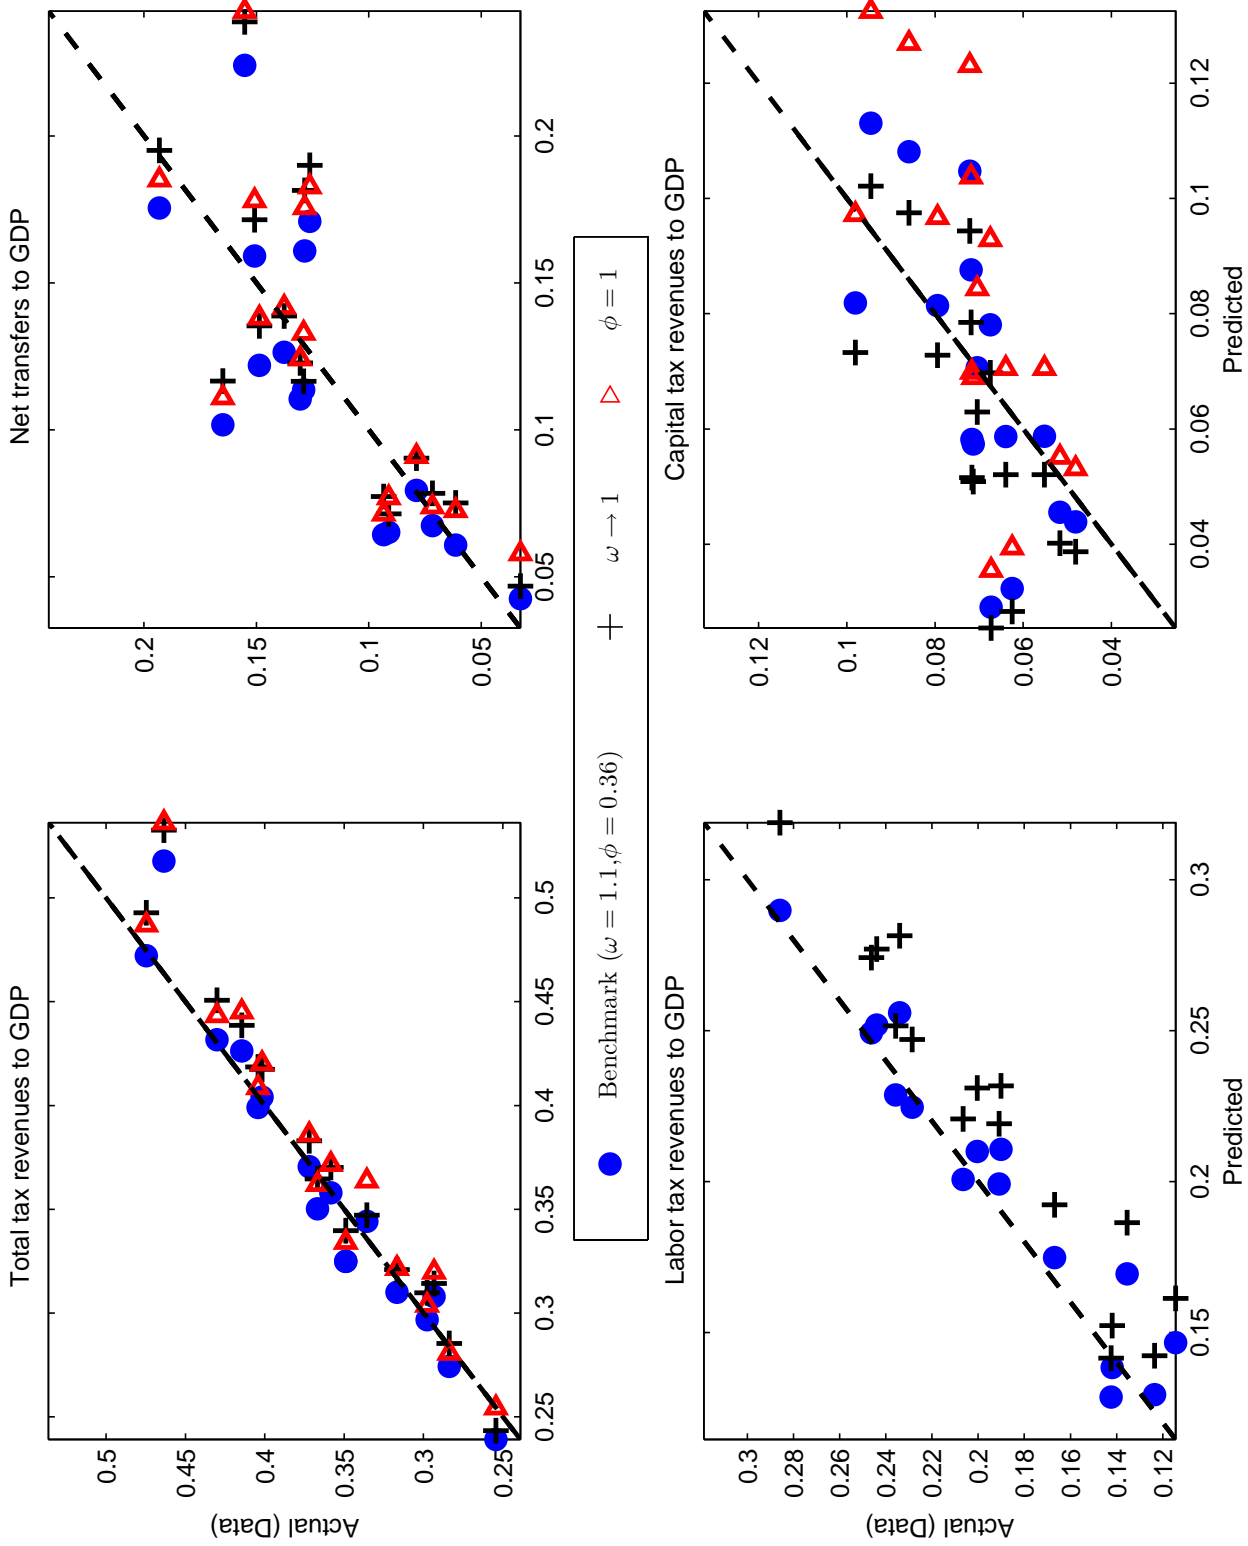 Total tax revenues to GDP
Actual (Data)
0.5
0.45
0.4
0.35
0.3
0.25
0.25 0.3 0.35 0.4 0.45 0.5
Net transfers to GDP
0.2
0.15
0.1
0.05
0.05 0.1 0.15 0.2
Benchmark (ω = 1.1,ϕ = 0.36) ω → 1 ϕ = 1
Labor tax revenues to GDP
Actual (Data)
0.3
0.28
0.26
0.24
0.22
0.2
0.18
0.16
0.14
0.12
0.15 0.2 0.25 0.3
Predicted
Capital tax revenues to GDP
0.12
0.1
0.08
0.06
0.04
0.04 0.06 0.08 0.1 0.12
Predicted